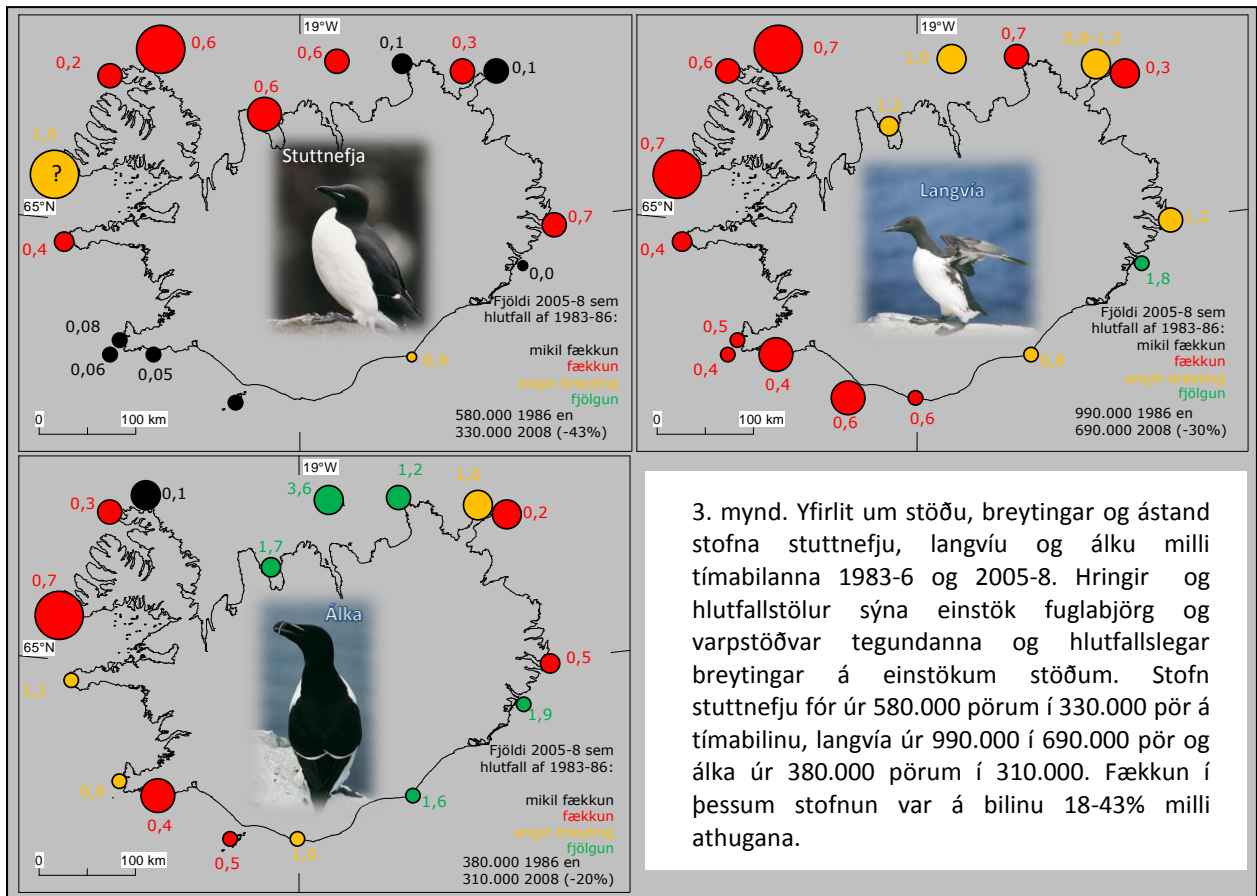 19°W
0,6
0,2
0,6
0,1
0,3
0,1
0,6
1,0
?
Stuttnefja
65°N
0,4
0,7
0,0
0,08
0,06
0,05
0,9
Fjöldi 2005-8 sem
hlutfall af 1983-86:
mikil fækkun
fækkun
engin breyting
fjölgun
580.000 1986 en
330.000 2008 (-43%)
0
100 km
19°W
0,7
0,6
1,0
0,7
0,8-1,2
0,3
1,2
0,7
Langvía
65°N
0,4
1,2
1,8
0,5
0,4
0,4
0,6
0,6
0,8
Fjöldi 2005-8 sem
hlutfall af 1983-86:
mikil fækkun
fækkun
engin breyting
fjölgun
990.000 1986 en
690.000 2008 (-30%)
0
100 km
19°W
0,3
0,1
3,6
1,2
1,0
0,2
1,7
0,7
Álka
65°N
1,1
0,5
1,9
0,9
0,4
0,5
1,0
1,6
Fjöldi 2005-8 sem
hlutfall af 1983-86:
mikil fækkun
fækkun
engin breyting
fjölgun
380.000 1986 en
310.000 2008 (-20%)
0
100 km
3. mynd. Yfirlit um stöðu, breytingar og ástand
stofna stuttnefju, langvíu og álku milli
tímabilanna 1983-6 og 2005-8. Hringir og
hlutfallstölur sýna einstök fuglabjörg og
varpstöðvar tegundanna og hlutfallslegar
breytingar á einstökum stöðum. Stofn
stuttnefju fór úr 580.000 pörum í 330.000 pör á
tímabilinu, langvía úr 990.000 í 690.000 pör og
álka úr 380.000 pörum í 310.000. Fækkun í
þessum stofnun var á bilinu 18-43% milli
athugana.